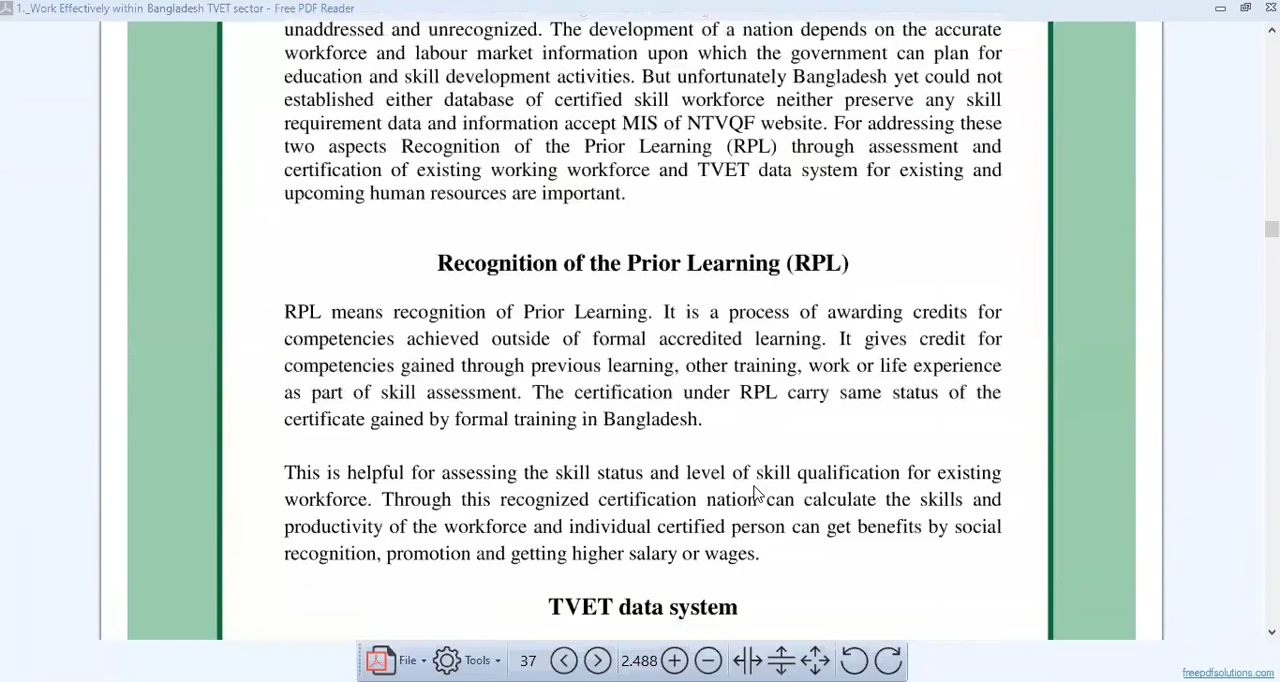 1._Work Effectively within Bangladesh TVET sector - Free PDF Reader
unaddressed and unrecognized. The development of a nation depends on the accurate
workforce and labour market information upon which the government can plan for
education and skill development activities. But unfortunately Bangladesh yet could not
established either database of certified skill workforce neither preserve any skill
requirement data and information accept MIS of NTVQF website. For addressing these
two aspects Recognition of the Prior Learning (RPL) through assessment and
certification of existing working workforce and TVET data system for existing and
upcoming human resources are important.
Recognition of the Prior Learning (RPL)
RPL means recognition of Prior Learning. It is a process of awarding credits for
competencies achieved outside of formal accredited learning. It gives credit for
competencies gained through previous learning, other training, work or life experience
as part of skill assessment. The certification under RPL carry same status of the
certificate gained by formal training in Bangladesh.
This is helpful for assessing the skill status and level of skill qualification for existing
workforce. Through this recognized certification nation can calculate the skills and
productivity of the workforce and individual certified person can get benefits by social
recognition, promotion and getting higher salary or wages.
TVET data system
File Tools 37 2.488
freepdfsolutions.com